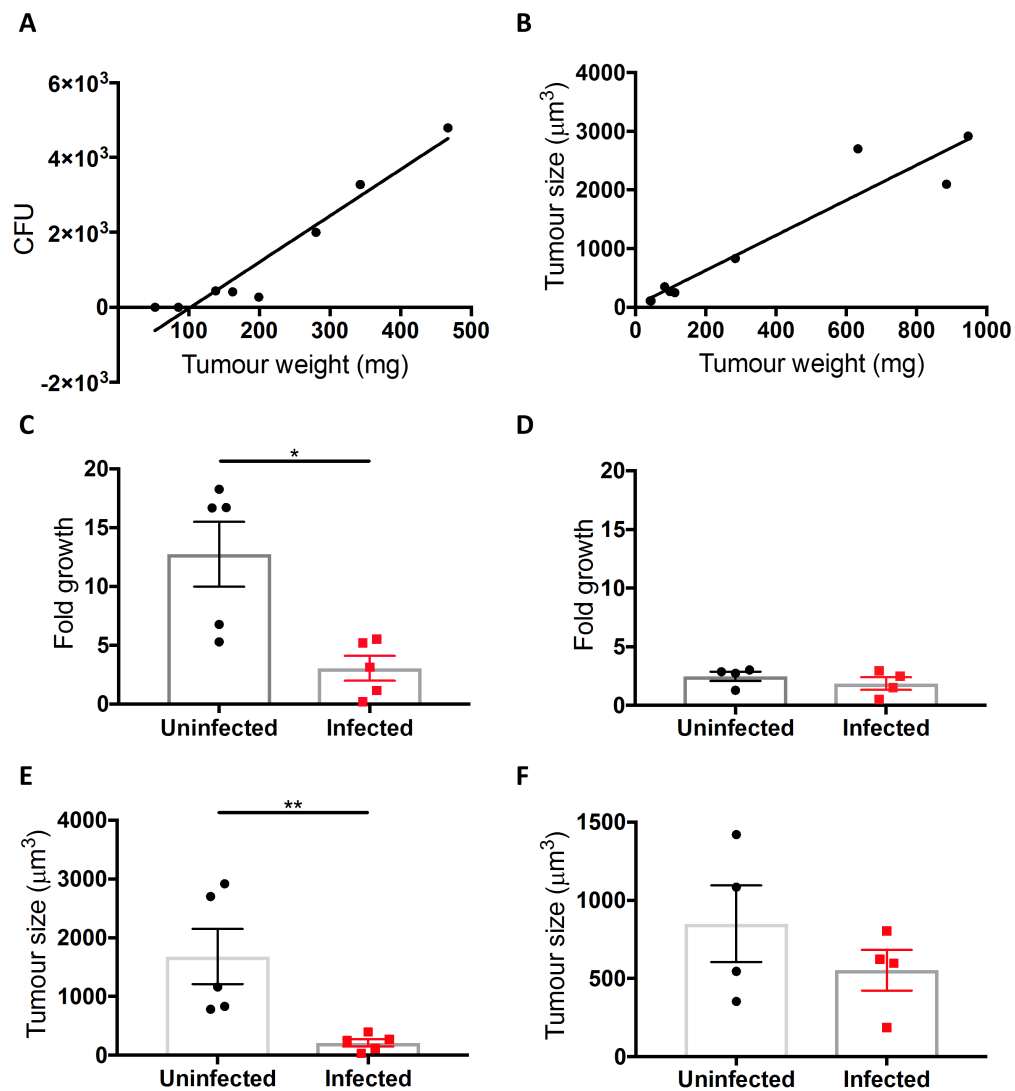 A
6×10³
4×10³
2×10³
0
-2×10³
CFU
100 200 300 400 500
Tumour weight (mg)
B
4000
3000
2000
1000
0
Tumour size (μm³)
0 200 400 600 800 1000
Tumour weight (mg)
C
*
20
15
10
5
0
Fold growth
Uninfected Infected
D
20
15
10
5
0
Fold growth
Uninfected Infected
E
**
4000
3000
2000
1000
0
Tumour size (μm³)
Uninfected Infected
F
1500
1000
500
0
Tumour size (μm³)
Uninfected Infected